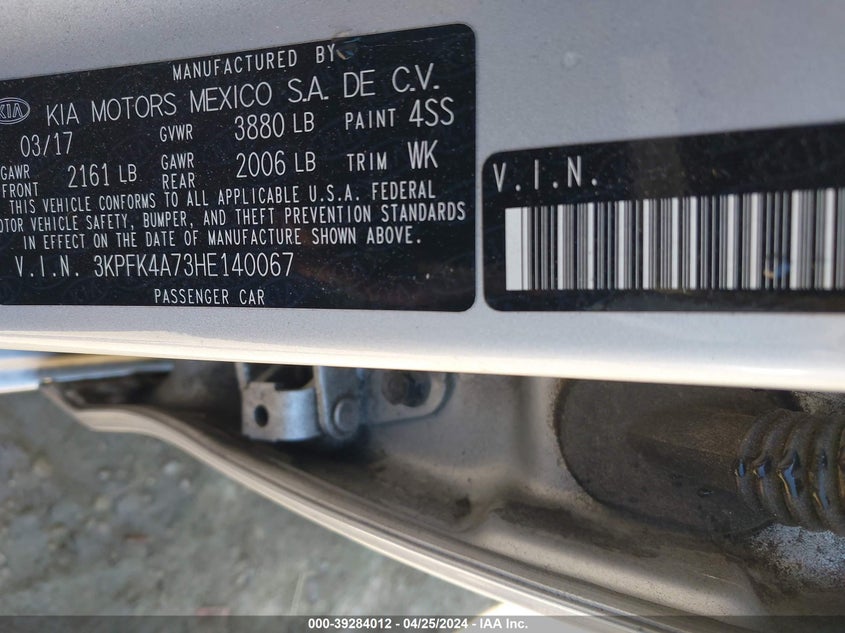 MANUFACTURED BY
KIA KIA MOTORS MEXICO S.A. DE C.V.
03/17 GVWR 3880 LB PAINT 4SS
GAWR FRONT 2161 LB GAWR REAR 2006 LB TRIM WK
THIS VEHICLE CONFORMS TO ALL APPLICABLE U.S.A. FEDERAL
MOTOR VEHICLE SAFETY, BUMPER, AND THEFT PREVENTION STANDARDS
IN EFFECT ON THE DATE OF MANUFACTURE SHOWN ABOVE.
V.I.N. 3KPFK4A73HE140067
PASSENGER CAR
V.I.N.
000-39284012 - 04/25/2024 - IAA Inc.